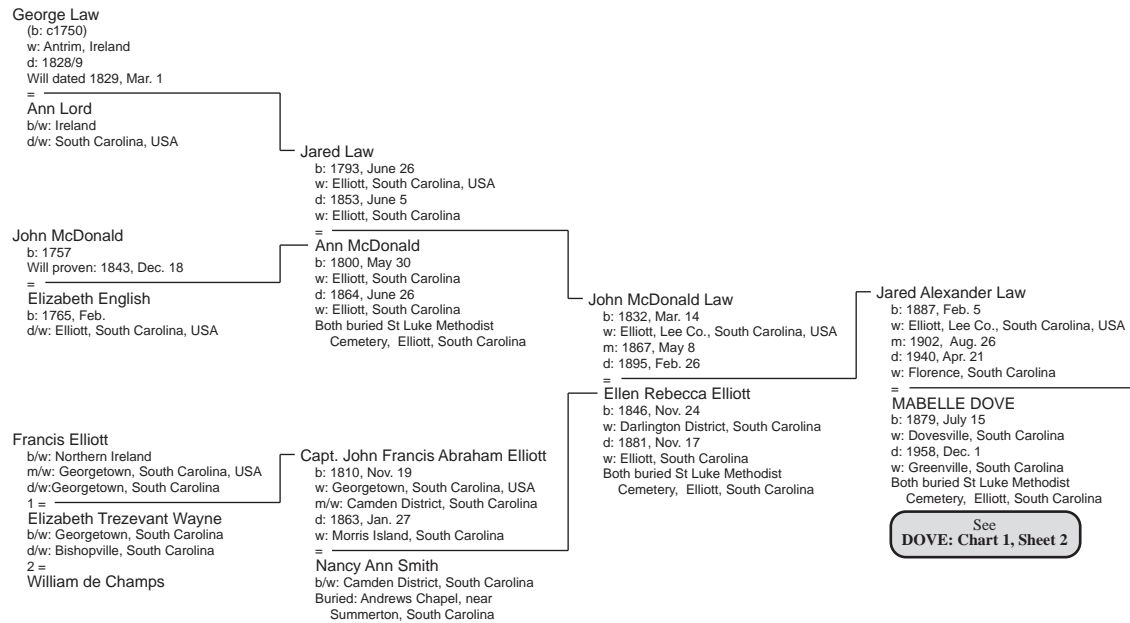 George Law
(b: c1750)
w: Antrim, Ireland
d: 1828/9
Will dated 1829, Mar. 1
=
Ann Lord
b/w: Ireland
d/w: South Carolina, USA
John McDonald
b: 1757
Will proven: 1843, Dec. 18
=
Elizabeth English
b: 1765, Feb.
d/w: Elliott, South Carolina, USA
Francis Elliott
b/w: Northern Ireland
m/w: Georgetown, South Carolina, USA
d/w:Georgetown, South Carolina
1 =
Elizabeth Trezevant Wayne
b/w: Georgetown, South Carolina
d/w: Bishopville, South Carolina
2 =
William de Champs
Jared Law
b: 1793, June 26
w: Elliott, South Carolina, USA
d: 1853, June 5
w: Elliott, South Carolina
=
Ann McDonald
b: 1800, May 30
w: Elliott, South Carolina
d: 1864, June 26
w: Elliott, South Carolina
Both buried St Luke Methodist
Cemetery, Elliott, South Carolina
Capt. John Francis Abraham Elliott
b: 1810, Nov. 19
w: Georgetown, South Carolina, USA
m/w: Camden District, South Carolina
d: 1863, Jan. 27
w: Morris Island, South Carolina
=
Nancy Ann Smith
b/w: Camden District, South Carolina
Buried: Andrews Chapel, near
Summerton, South Carolina
John McDonald Law
b: 1832, Mar. 14
w: Elliott, Lee Co., South Carolina, USA
m: 1867, May 8
d: 1895, Feb. 26
=
Ellen Rebecca Elliott
b: 1846, Nov. 24
w: Darlington District, South Carolina
d: 1881, Nov. 17
w: Elliott, South Carolina
Both buried St Luke Methodist
Cemetery, Elliott, South Carolina
Jared Alexander Law
b: 1887, Feb. 5
w: Elliott, Lee Co., South Carolina, USA
m: 1902, Aug. 26
d: 1940, Apr. 21
w: Florence, South Carolina
=
MABELLE DOVE
b: 1879, July 15
w: Dovesville, South Carolina
d: 1958, Dec. 1
w: Greenville, South Carolina
Both buried St Luke Methodist
Cemetery, Elliott, South Carolina
See
DOVE: Chart 1, Sheet 2